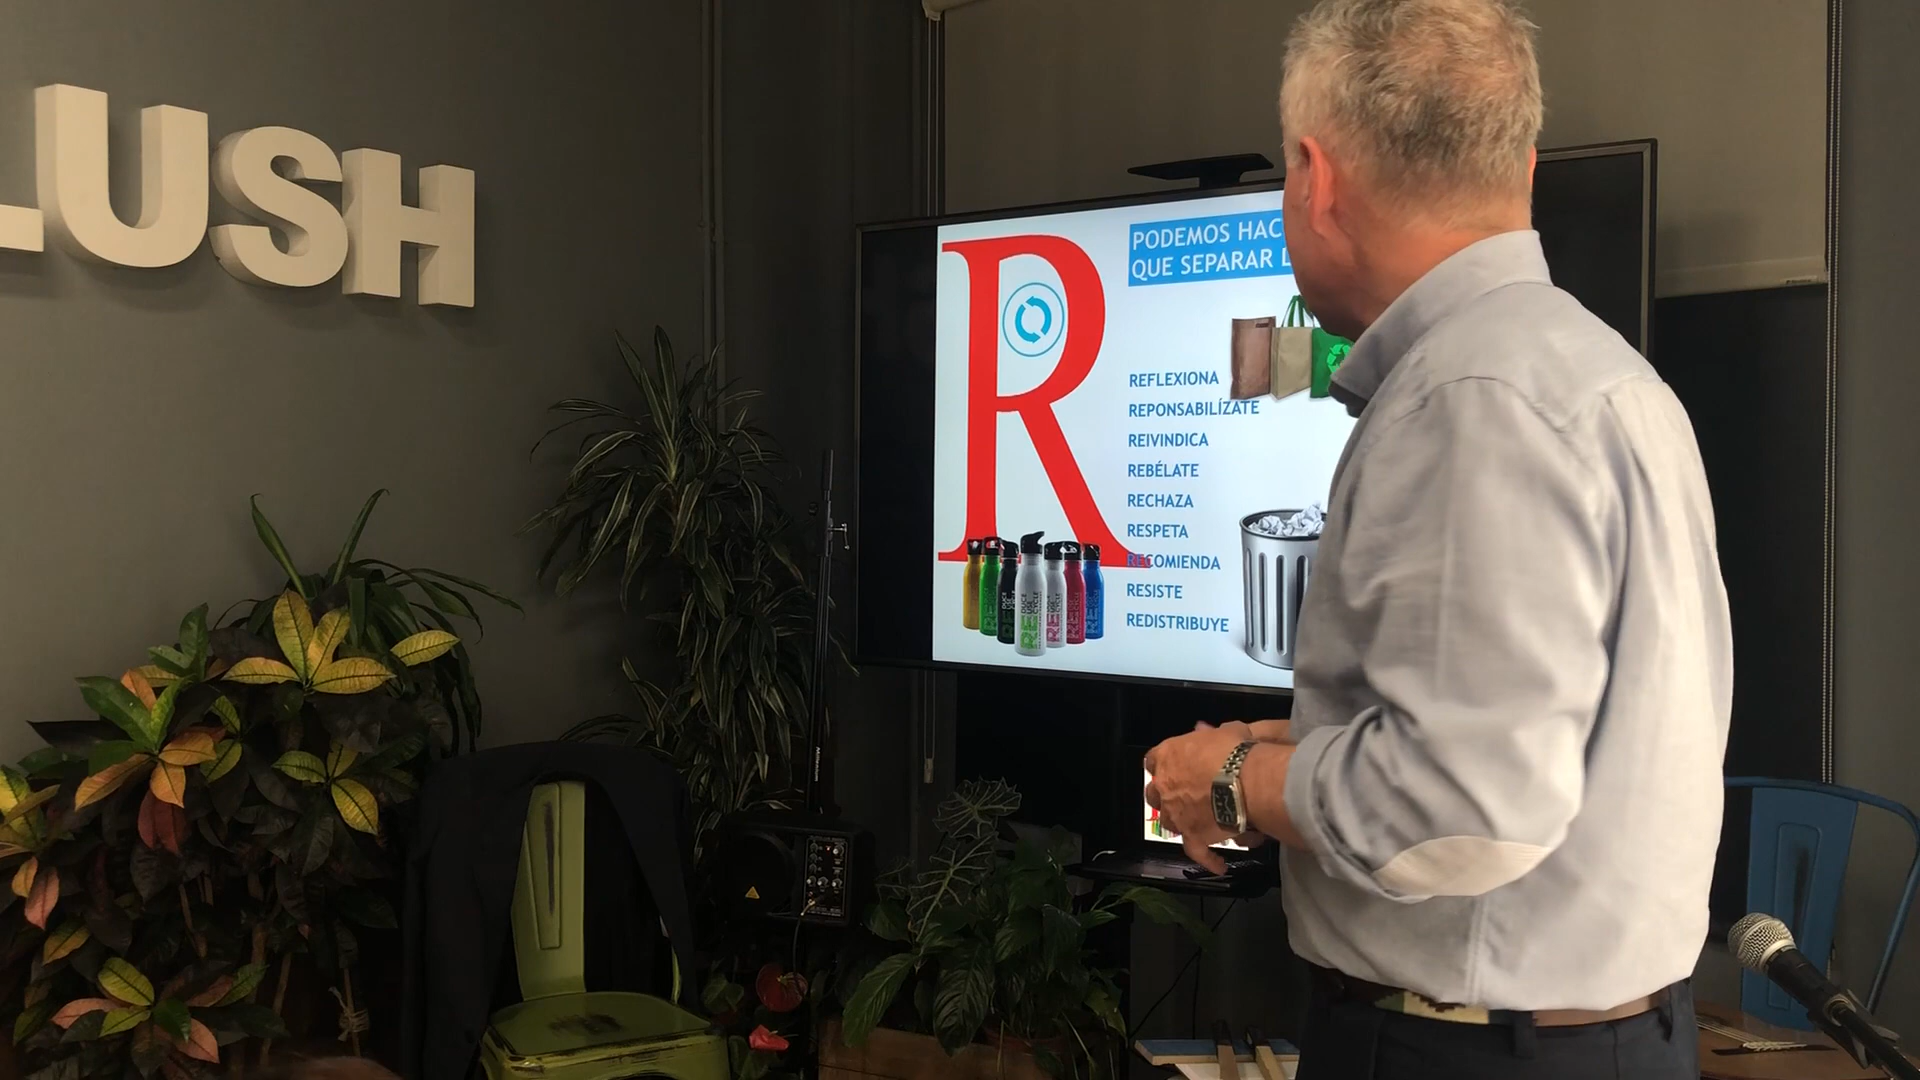 LUSH
PODEMOS HAC
QUE SEPARAR
REFLEXIONA
REPONSABILÍZATE
REIVINDICA
REBÉLATE
RECHAZA
RESPETA
RECOMIENDA
RESISTE
REDISTRIBUYE
R